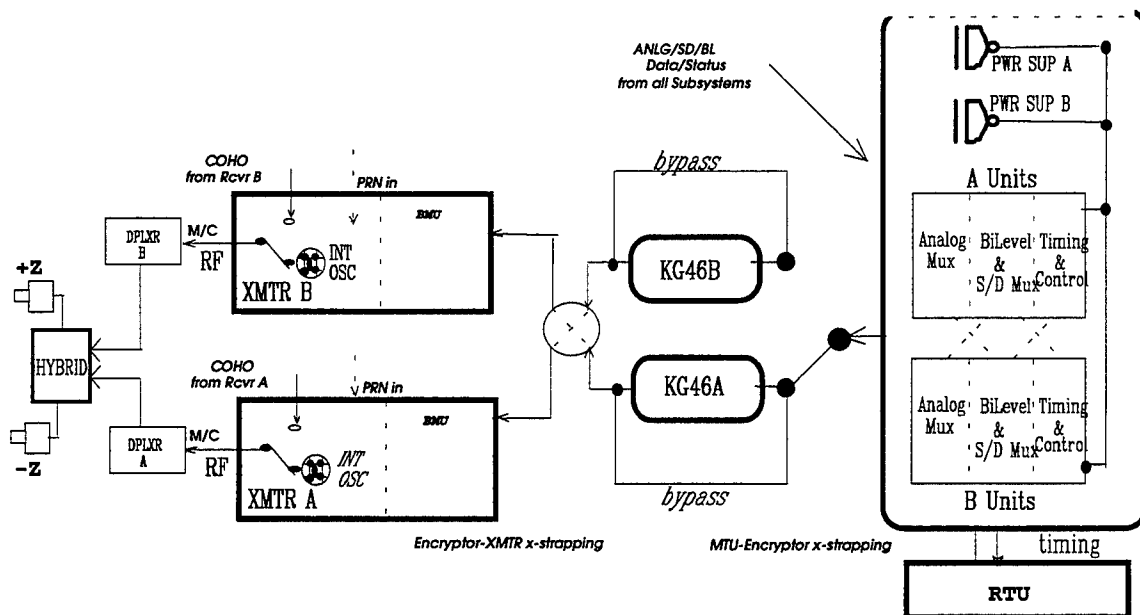 ANLG/SD/BL
Data/Status
from all Subsystems
PWR SUP A
PWR SUP B
bypass
COHO
from Rcvr B
PRN in
A Units
Analog
Mux
BiLevel
&
S/D Mux
Timing
&
Control
BMU
DPLXR
B
M/C
RF
INT
OSC
XMTR B
KG46B
+Z
HYBRID
-Z
COHO
from Rcvr A
PRN in
KG46A
BMU
DPLXR
A
M/C
RF
INT
OSC
XMTR A
bypass
Analog
Mux
BiLevel
&
S/D Mux
Timing
&
Control
B Units
Encryptor-XMTR x-strapping
MTU-Encryptor x-strapping
timing
RTU